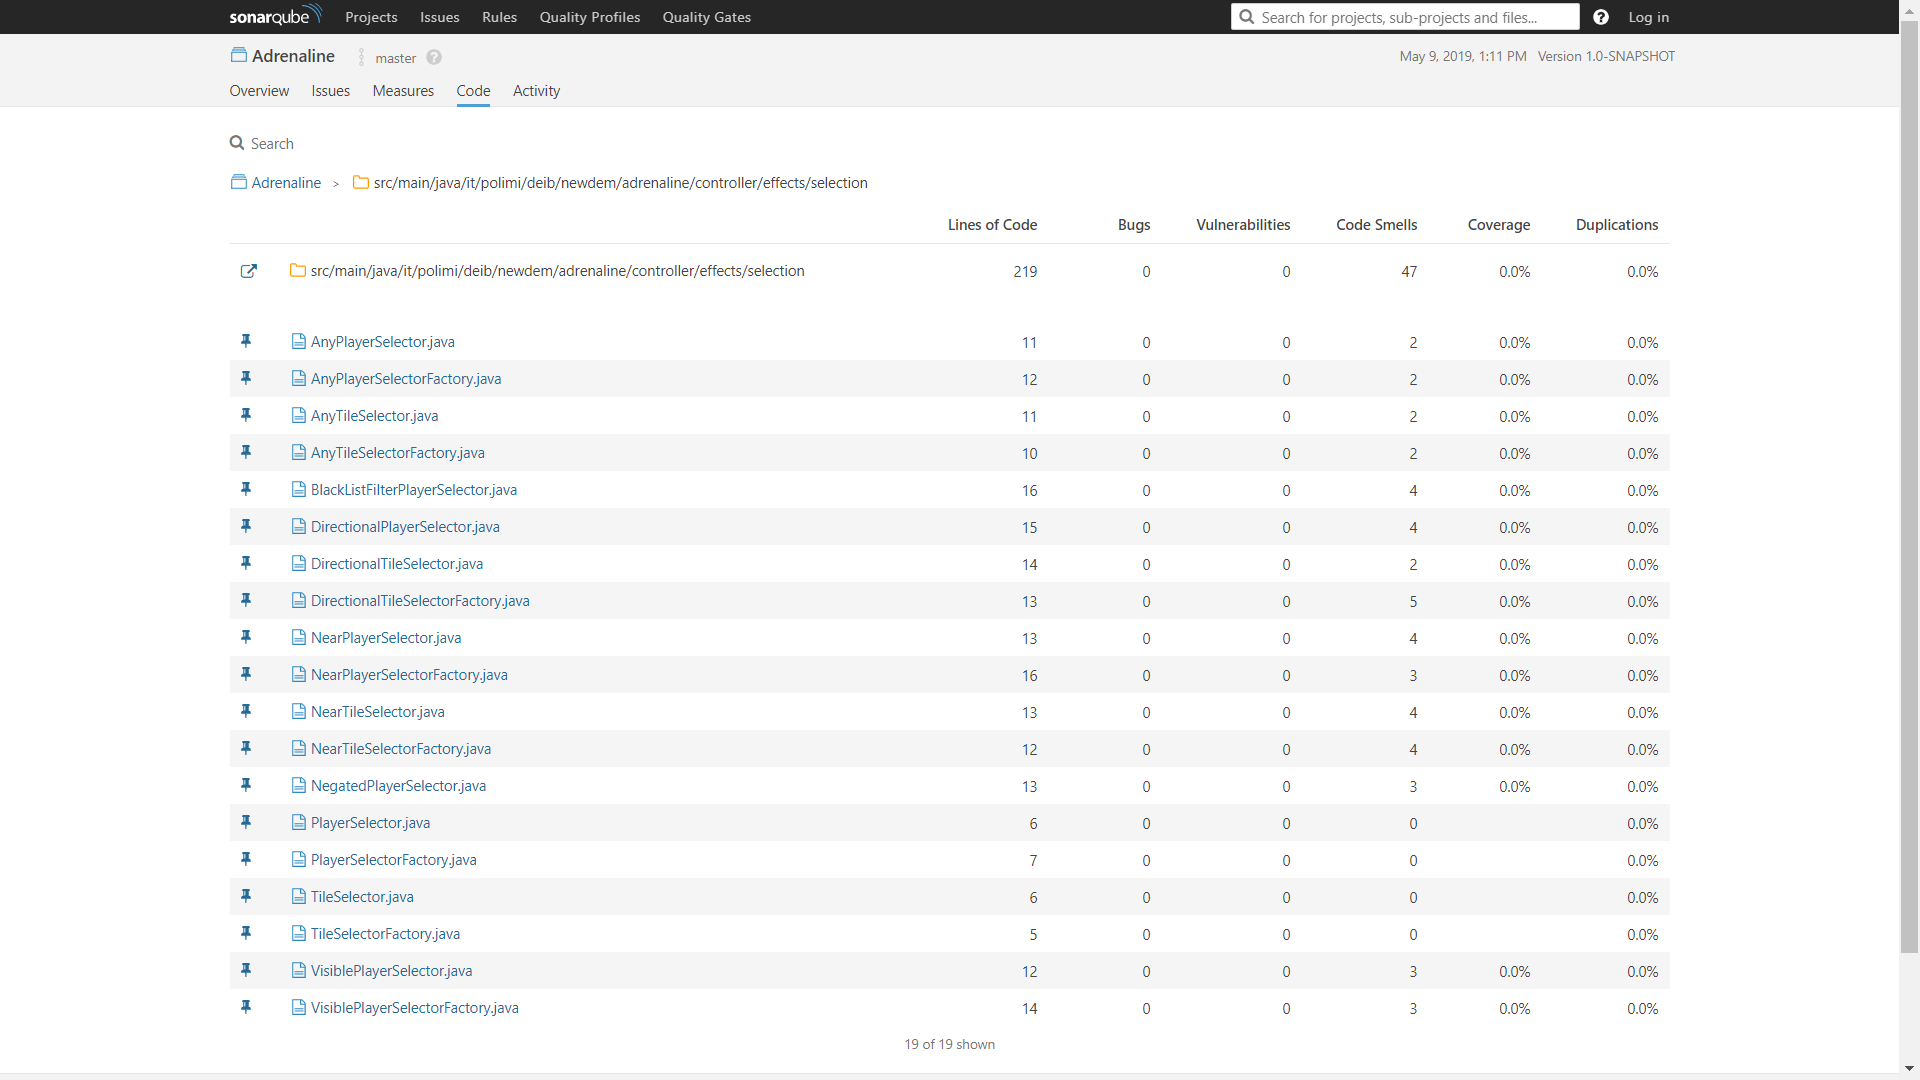 sonarqube Projects Issues Rules Quality Profiles Quality Gates Search for projects, sub-projects and files... ? Log in
Adrenaline master ? May 9, 2019, 1:11 PM Version 1.0-SNAPSHOT
Overview Issues Measures Code Activity
Search
Adrenaline > src/main/java/it/polimi/deib/newdem/adrenaline/controller/effects/selection
Lines of Code Bugs Vulnerabilities Code Smells Coverage Duplications
src/main/java/it/polimi/deib/newdem/adrenaline/controller/effects/selection 219 0 0 47 0.0% 0.0%
AnyPlayerSelector.java 11 0 0 2 0.0% 0.0%
AnyPlayerSelectorFactory.java 12 0 0 2 0.0% 0.0%
AnyTileSelector.java 11 0 0 2 0.0% 0.0%
AnyTileSelectorFactory.java 10 0 0 2 0.0% 0.0%
BlackListFilterPlayerSelector.java 16 0 0 4 0.0% 0.0%
DirectionalPlayerSelector.java 15 0 0 4 0.0% 0.0%
DirectionalTileSelector.java 14 0 0 2 0.0% 0.0%
DirectionalTileSelectorFactory.java 13 0 0 5 0.0% 0.0%
NearPlayerSelector.java 13 0 0 4 0.0% 0.0%
NearPlayerSelectorFactory.java 16 0 0 3 0.0% 0.0%
NearTileSelector.java 13 0 0 4 0.0% 0.0%
NearTileSelectorFactory.java 12 0 0 4 0.0% 0.0%
NegatedPlayerSelector.java 13 0 0 3 0.0% 0.0%
PlayerSelector.java 6 0 0 0 0.0%
PlayerSelectorFactory.java 7 0 0 0 0.0%
TileSelector.java 6 0 0 0 0.0%
TileSelectorFactory.java 5 0 0 0 0.0%
VisiblePlayerSelector.java 12 0 0 3 0.0% 0.0%
VisiblePlayerSelectorFactory.java 14 0 0 3 0.0% 0.0%
19 of 19 shown